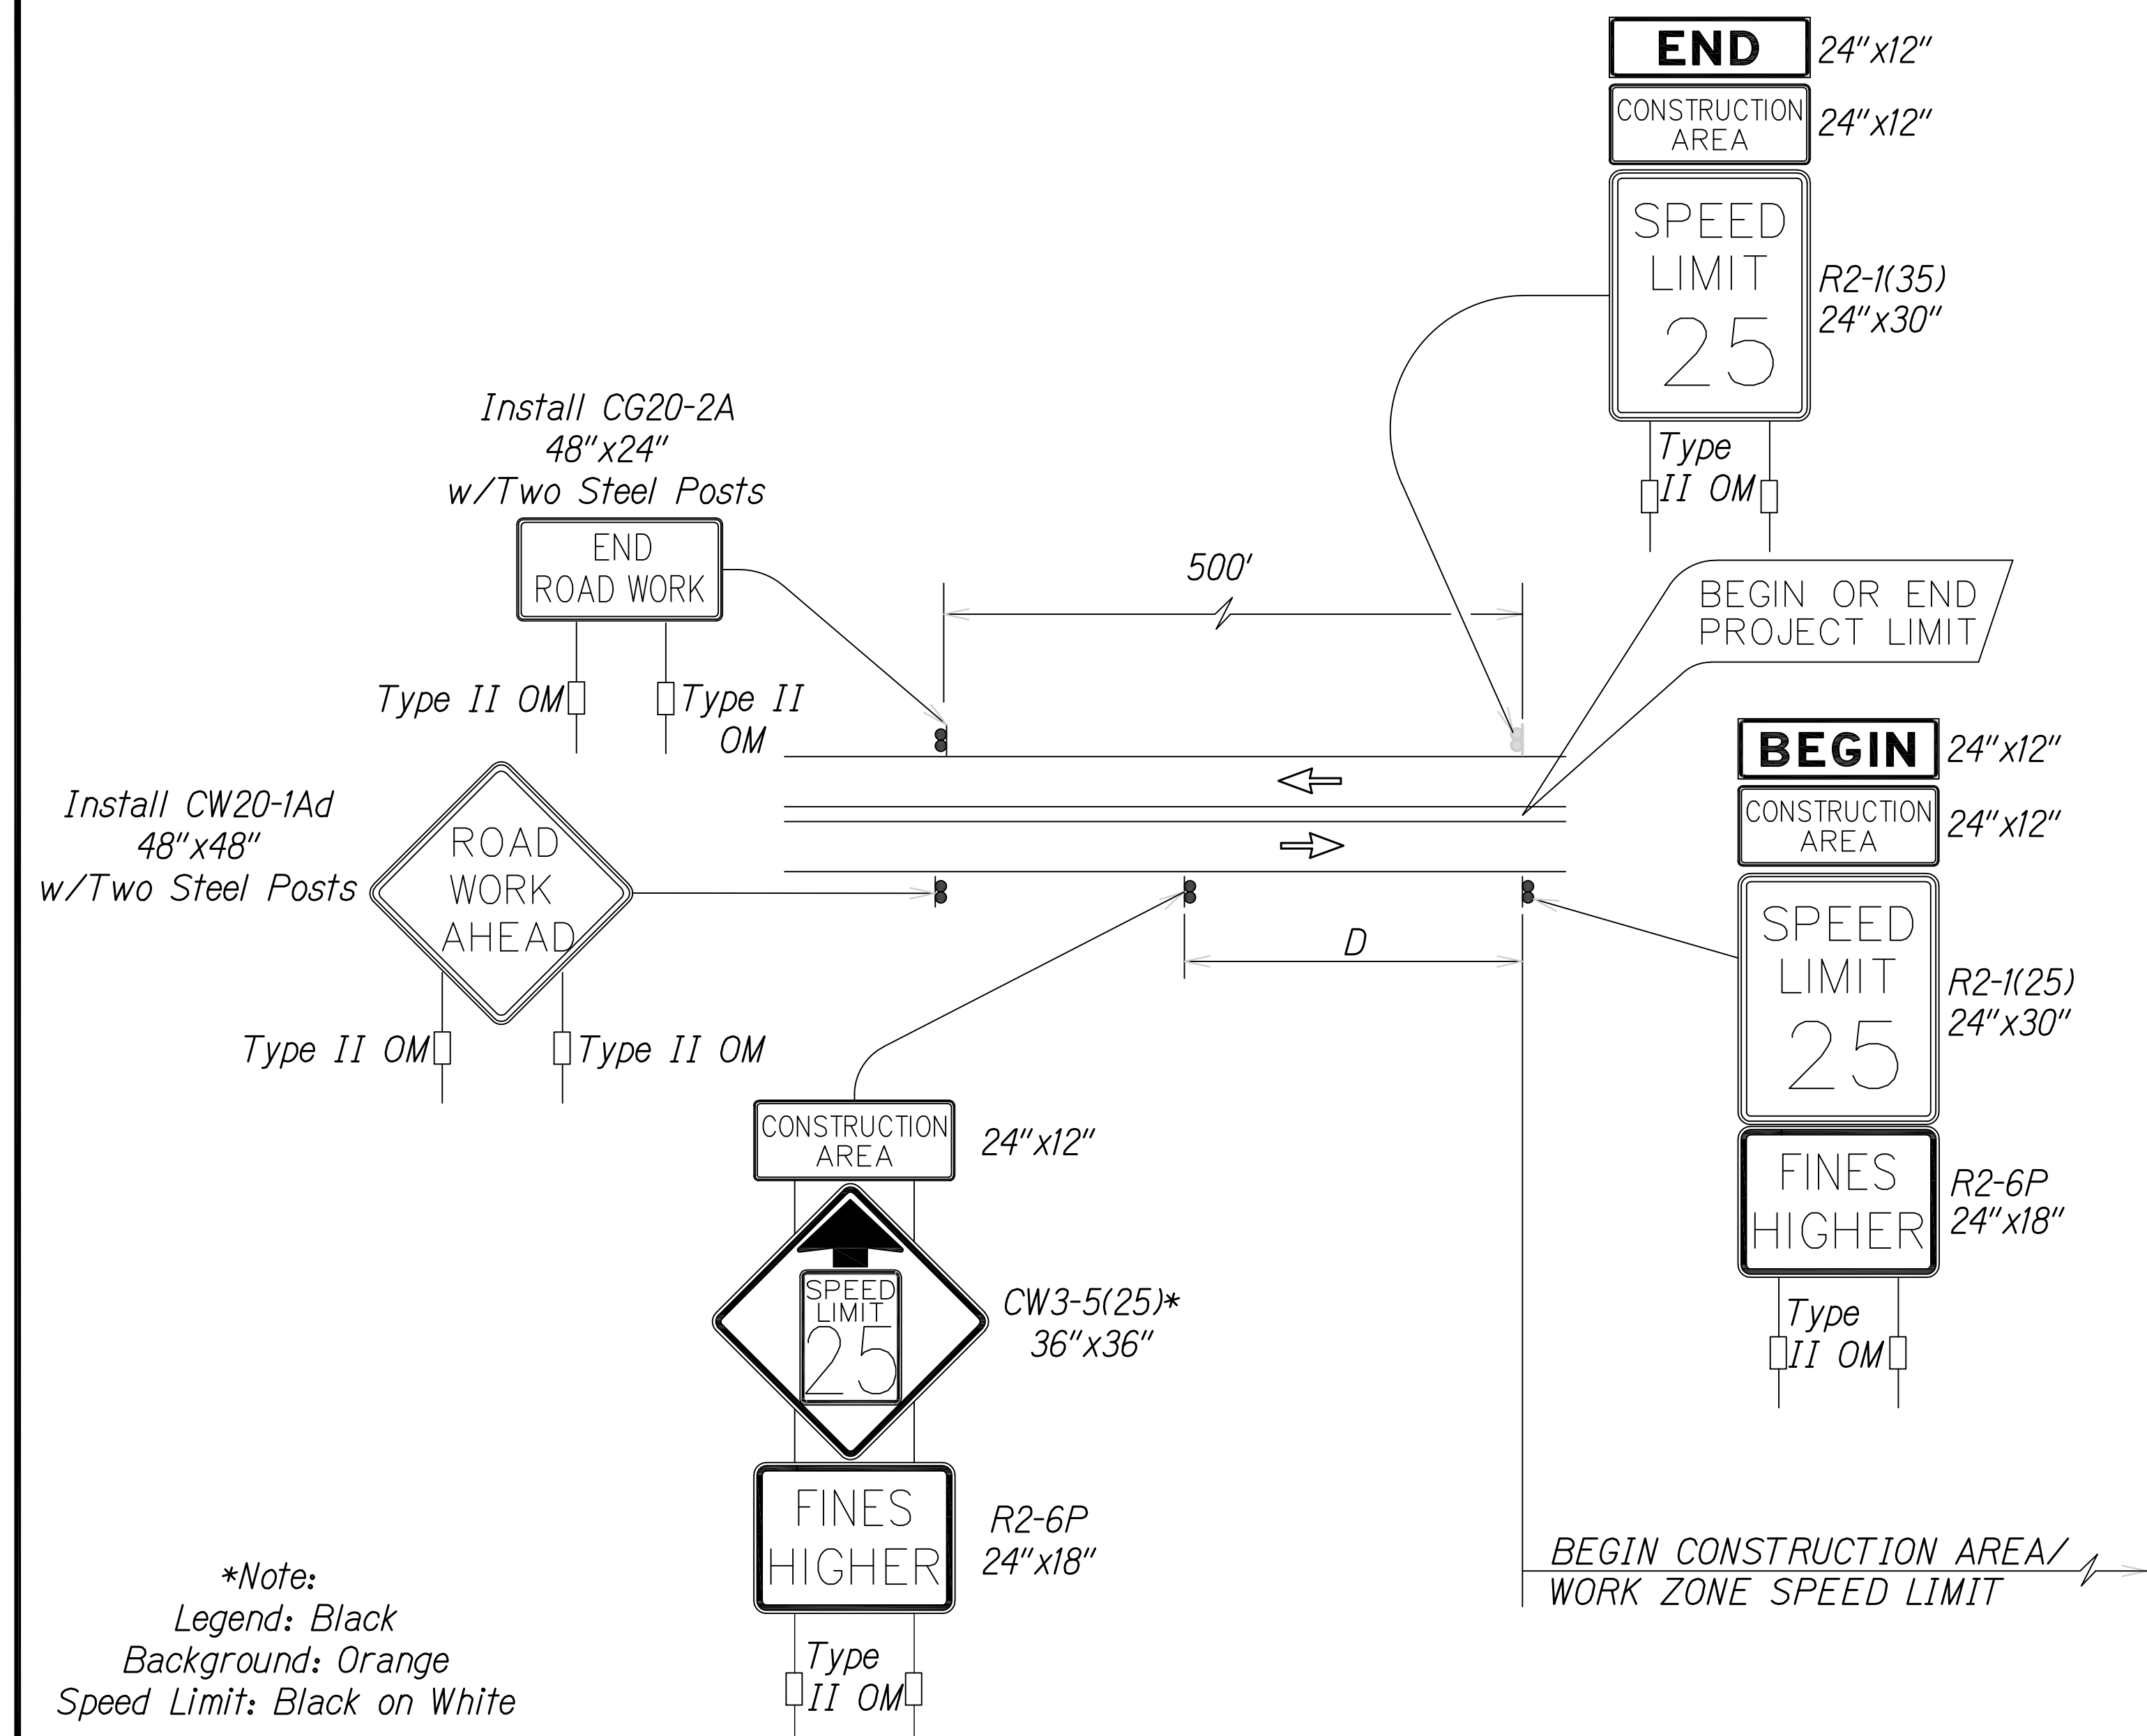 END
24"x12"
CONSTRUCTION
AREA
24"x12"
SPEED
LIMIT
25
R2-1(35)
24"x30"
Type
II OM
Install CG20-2A
48"x24"
w/Two Steel Posts
END
ROAD WORK
Type II OM
Type II
OM
500'
BEGIN OR END
PROJECT LIMIT
Install CW20-1Ad
48"x48"
w/Two Steel Posts
ROAD
WORK
AHEAD
Type II OM
Type II OM
D
BEGIN
24"x12"
CONSTRUCTION
AREA
24"x12"
SPEED
LIMIT
25
R2-1(25)
24"x30"
FINES
HIGHER
R2-6P
24"x18"
Type
II OM
CONSTRUCTION
AREA
24"x12"
SPEED
LIMIT
25
CW3-5(25)*
36"x36"
FINES
HIGHER
R2-6P
24"x18"
Type
II OM
BEGIN CONSTRUCTION AREA/
WORK ZONE SPEED LIMIT
*Note:
Legend: Black
Background: Orange
Speed Limit: Black on White